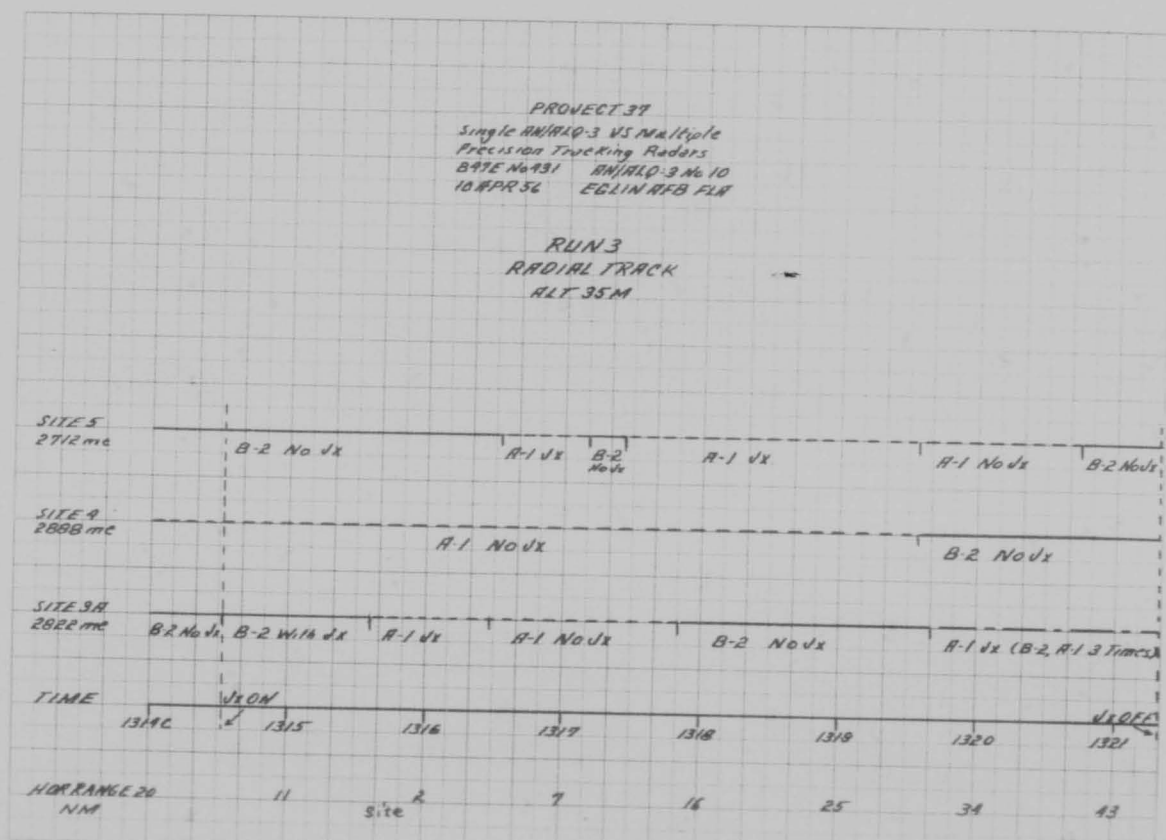 PROJECT 37
Single AN/ALQ-3 VS Multiple
Precision Tracking Radars
B47E No431 AN/ALQ-3 No 10
10 APR 56 EGLIN AFB FLA
RUN 3
RADIAL TRACK
ALT 35M
SITE 5
2712 mc
B-2 No Jx
A-1 Jx
B-2
No Jx
A-1 Jx
A-1 No Jx
B-2 No Jx
SITE 4
2888 mc
A-1 No Jx
B-2 No Jx
SITE 3A
2822 mc
B-2 No Jx
B-2 With Jx
A-1 Jx
A-1 No Jx
B-2 No Jx
A-1 Jx (B-2, A-1 3 Times)
TIME
Jx ON
Jx OFF
1314C 1315 1316 1317 1318 1319 1320 1321
HOR RANGE 20 11 2 7 16 25 34 43
NM site